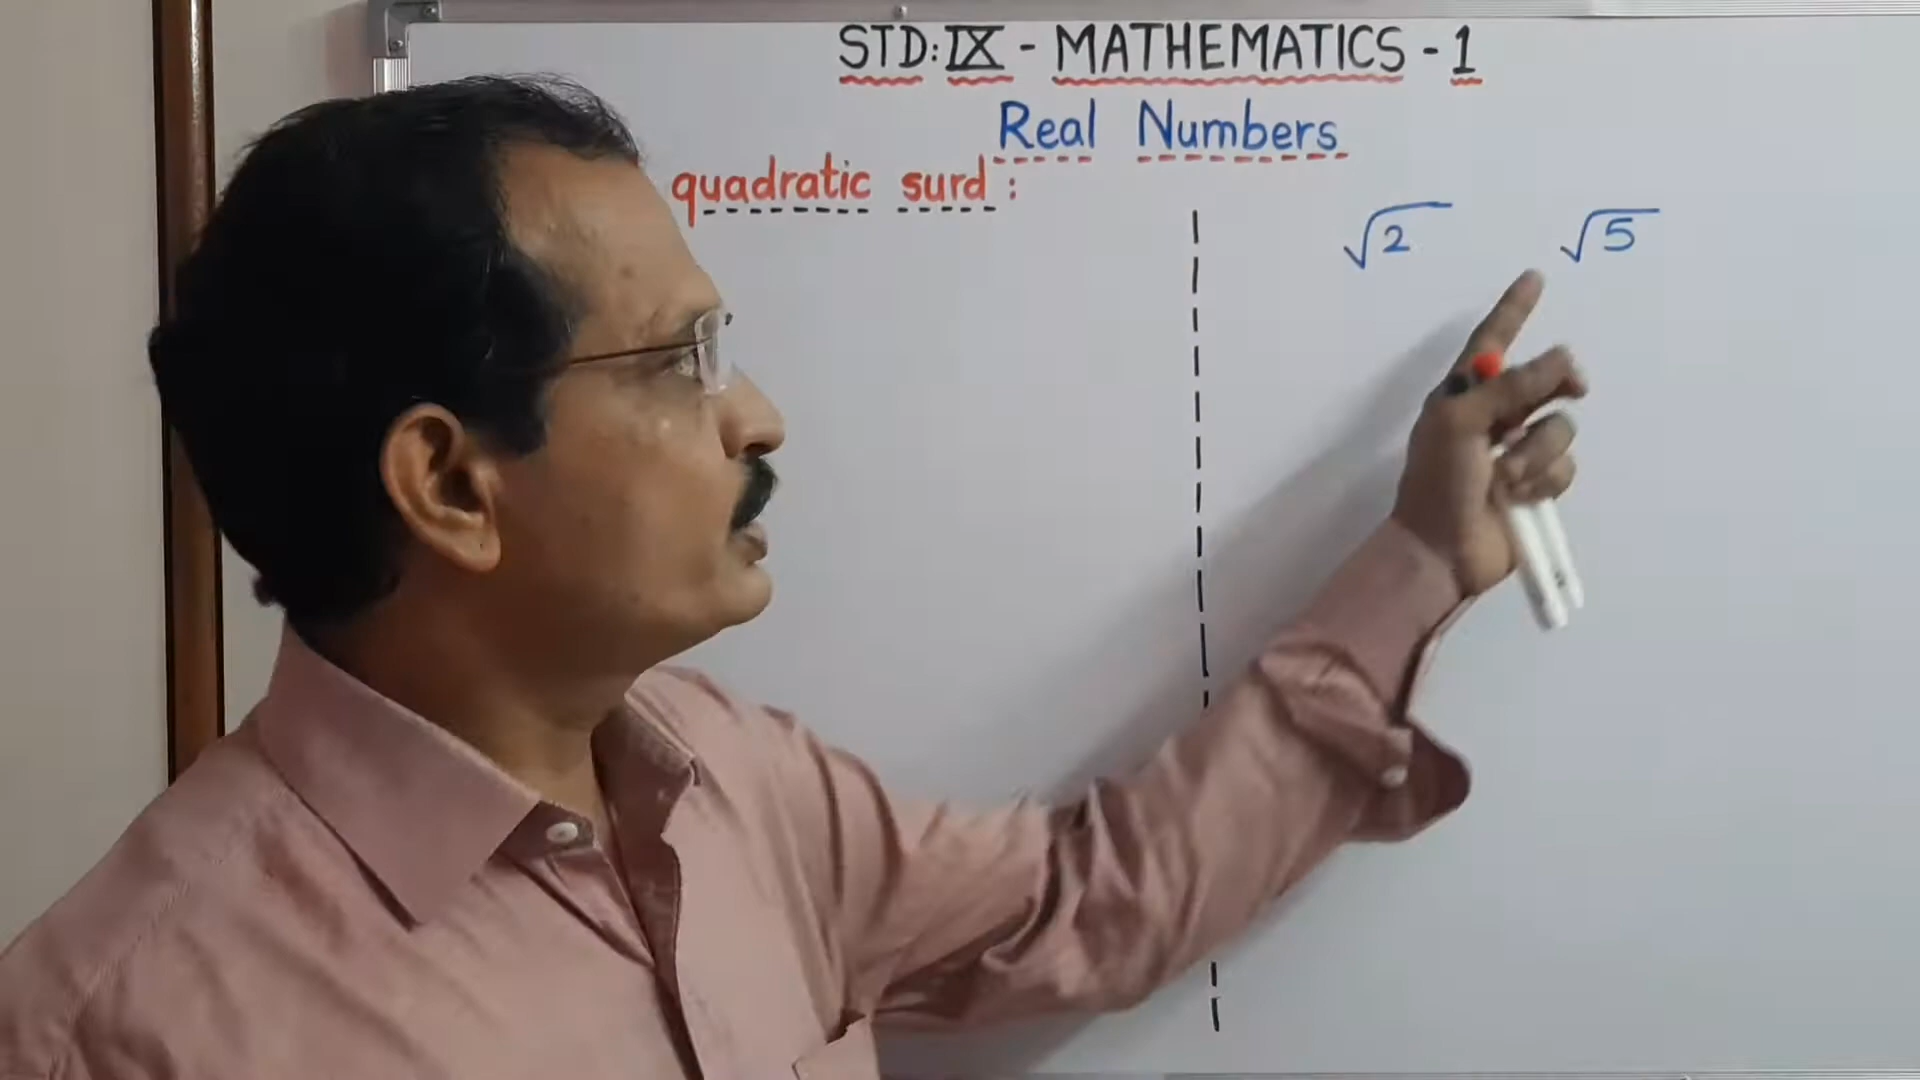 STD: IX - MATHEMATICS - 1
Real Numbers
quadratic surd :
√2 √5